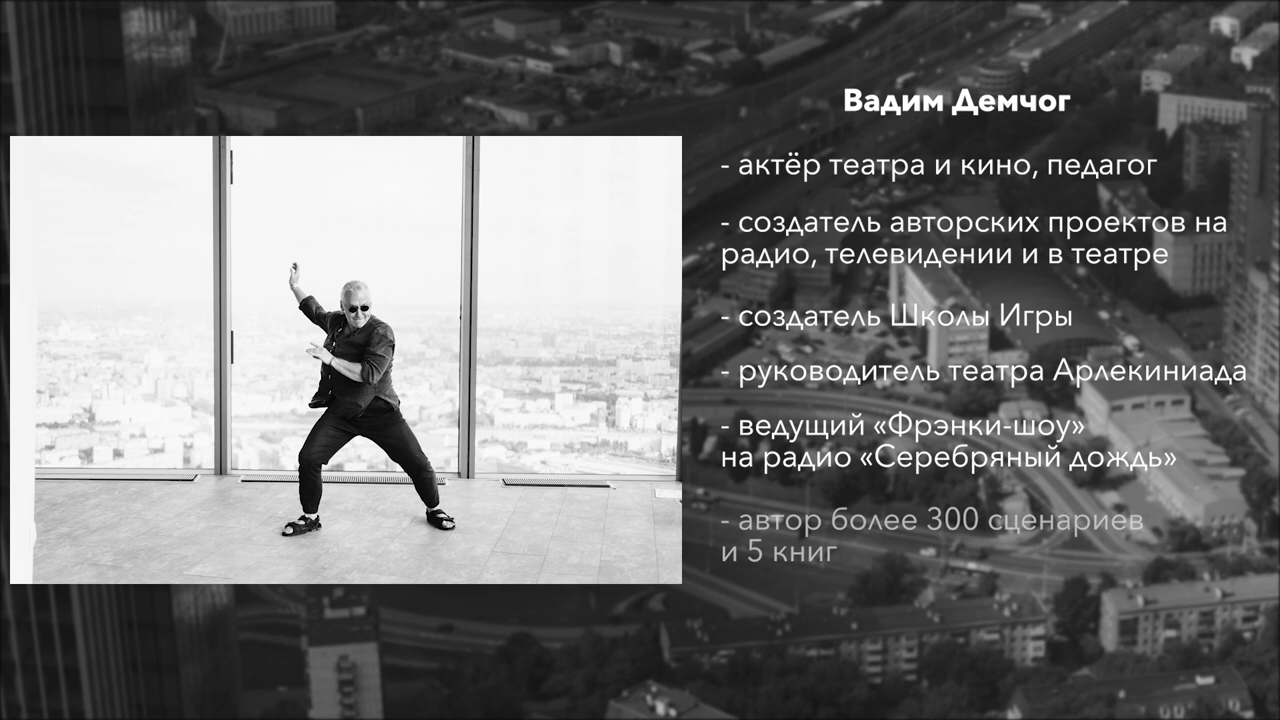 Вадим Демчог
- актёр театра и кино, педагог
- создатель авторских проектов на
радио, телевидении и в театре
- создатель Школы Игры
- руководитель театра Арлекиниада
- ведущий «Фрэнки-шоу»
на радио «Серебряный дождь»
- автор более 300 сценариев
и 5 книг